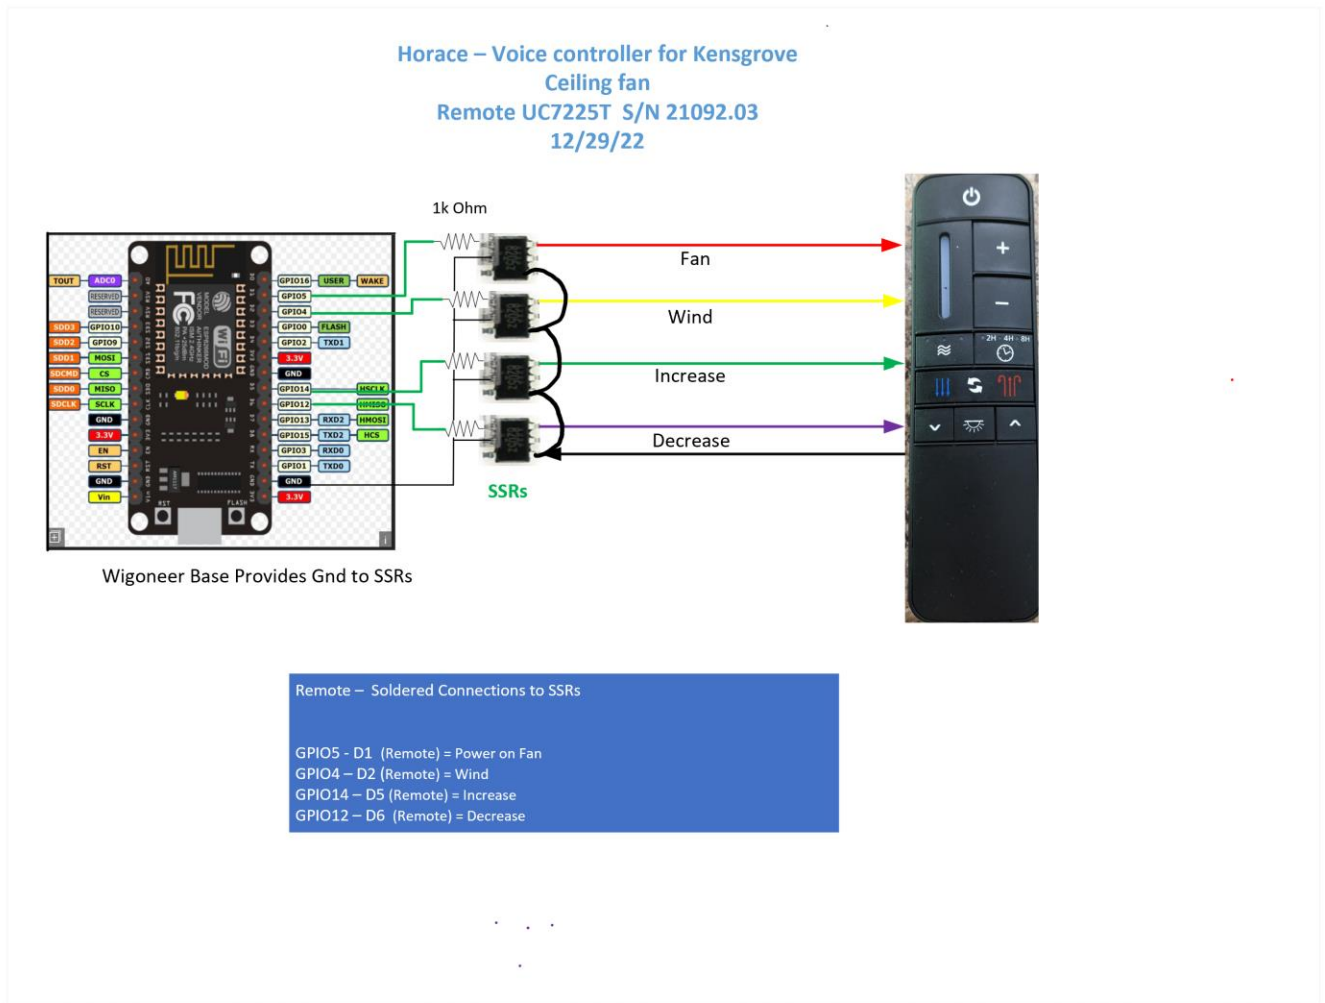 Horace – Voice controller for Kensgrove
Ceiling fan
Remote UC7225T  S/N 21092.03
12/29/22
1k Ohm
TOUT ADC0 GPIO16 USER WAKE
RESERVED GPIO5
RESERVED GPIO4
SDD3 GPIO10 GPIO0 FLASH
SDD2 GPIO9 GPIO2 TXD1
SDD1 MOSI 3.3V
SDCMD CS GND
SDD0 MISO GPIO14 HSCLK
SDCLK SCLK GPIO12 HMISO
GND GPIO13 RXD2 HMOSI
3.3V GPIO15 TXD2 HCS
EN GPIO3 RXD0
RST GPIO1 TXD0
GND GND
Vin 3.3V
MODEL
VENDOR
WiFi
FC
RST FLASH
i
Fan
Wind
Increase
Decrease
SSRs
+
−
2H 4H 8H
Wigoneer Base Provides Gnd to SSRs
Remote –  Soldered Connections to SSRs
GPIO5 - D1  (Remote) = Power on Fan
GPIO4 – D2 (Remote) = Wind
GPIO14 – D5 (Remote) = Increase
GPIO12 – D6  (Remote) = Decrease